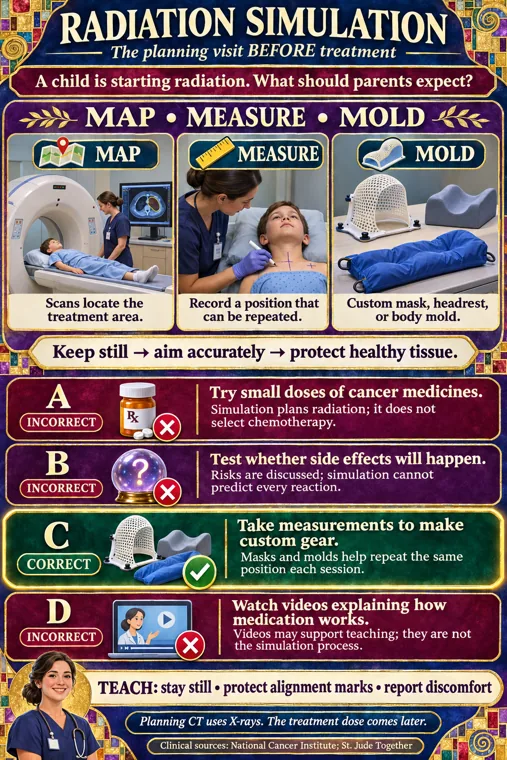 RADIATION SIMULATION
The planning visit BEFORE treatment
A child is starting radiation. What should parents expect?
MAP • MEASURE • MOLD
MAP
MEASURE
MOLD
Scans locate the
treatment area.
Record a position that
can be repeated.
Custom mask, headrest,
or body mold.
Keep still → aim accurately → protect healthy tissue.
A
INCORRECT
Rx
Try small doses of cancer medicines.
Simulation plans radiation; it does not
select chemotherapy.
B
INCORRECT
?
Test whether side effects will happen.
Risks are discussed; simulation cannot
predict every reaction.
C
CORRECT
Take measurements to make
custom gear.
Masks and molds help repeat the same
position each session.
D
INCORRECT
Watch videos explaining how
medication works.
Videos may support teaching; they are not
the simulation process.
TEACH: stay still • protect alignment marks • report discomfort
Planning CT uses X-rays. The treatment dose comes later.
Clinical sources: National Cancer Institute; St. Jude Together